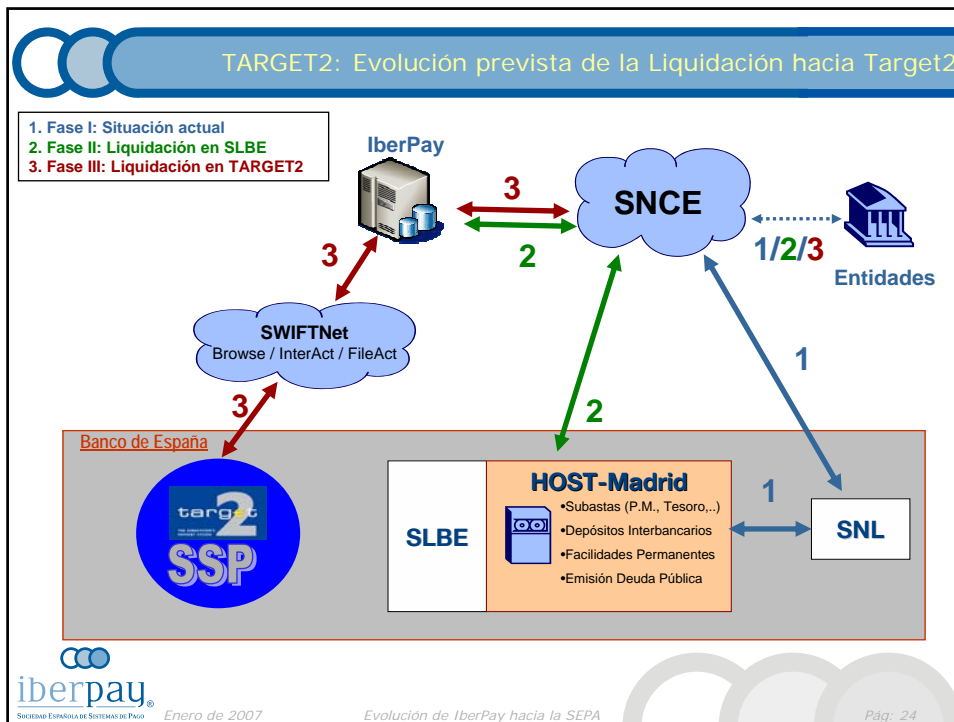 TARGET2: Evolución prevista de la Liquidación hacia Target2
1. Fase I: Situación actual
2. Fase II: Liquidación en SLBE
3. Fase III: Liquidación en TARGET2
IberPay
3
2
SNCE
1/2/3
Entidades
3
SWIFTNet
Browse / InterAct / FileAct
3
2
1
Banco de España
target
2
SSP
SLBE
HOST-Madrid
•Subastas (P.M., Tesoro,..)
•Depósitos Interbancarios
•Facilidades Permanentes
•Emisión Deuda Pública
1
SNL
iberpay®
SOCIEDAD ESPAÑOLA DE SISTEMAS DE PAGO
Enero de 2007
Evolución de IberPay hacia la SEPA
Pág: 24